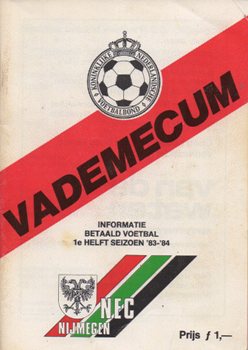 KONINKLIJKE NEDERLANDSCHE
VOETBALBOND
VADEMECUM
INFORMATIE
BETAALD VOETBAL
1e HELFT SEIZOEN '83-'84
NEC
NIJMEGEN
Prijs ƒ 1,—